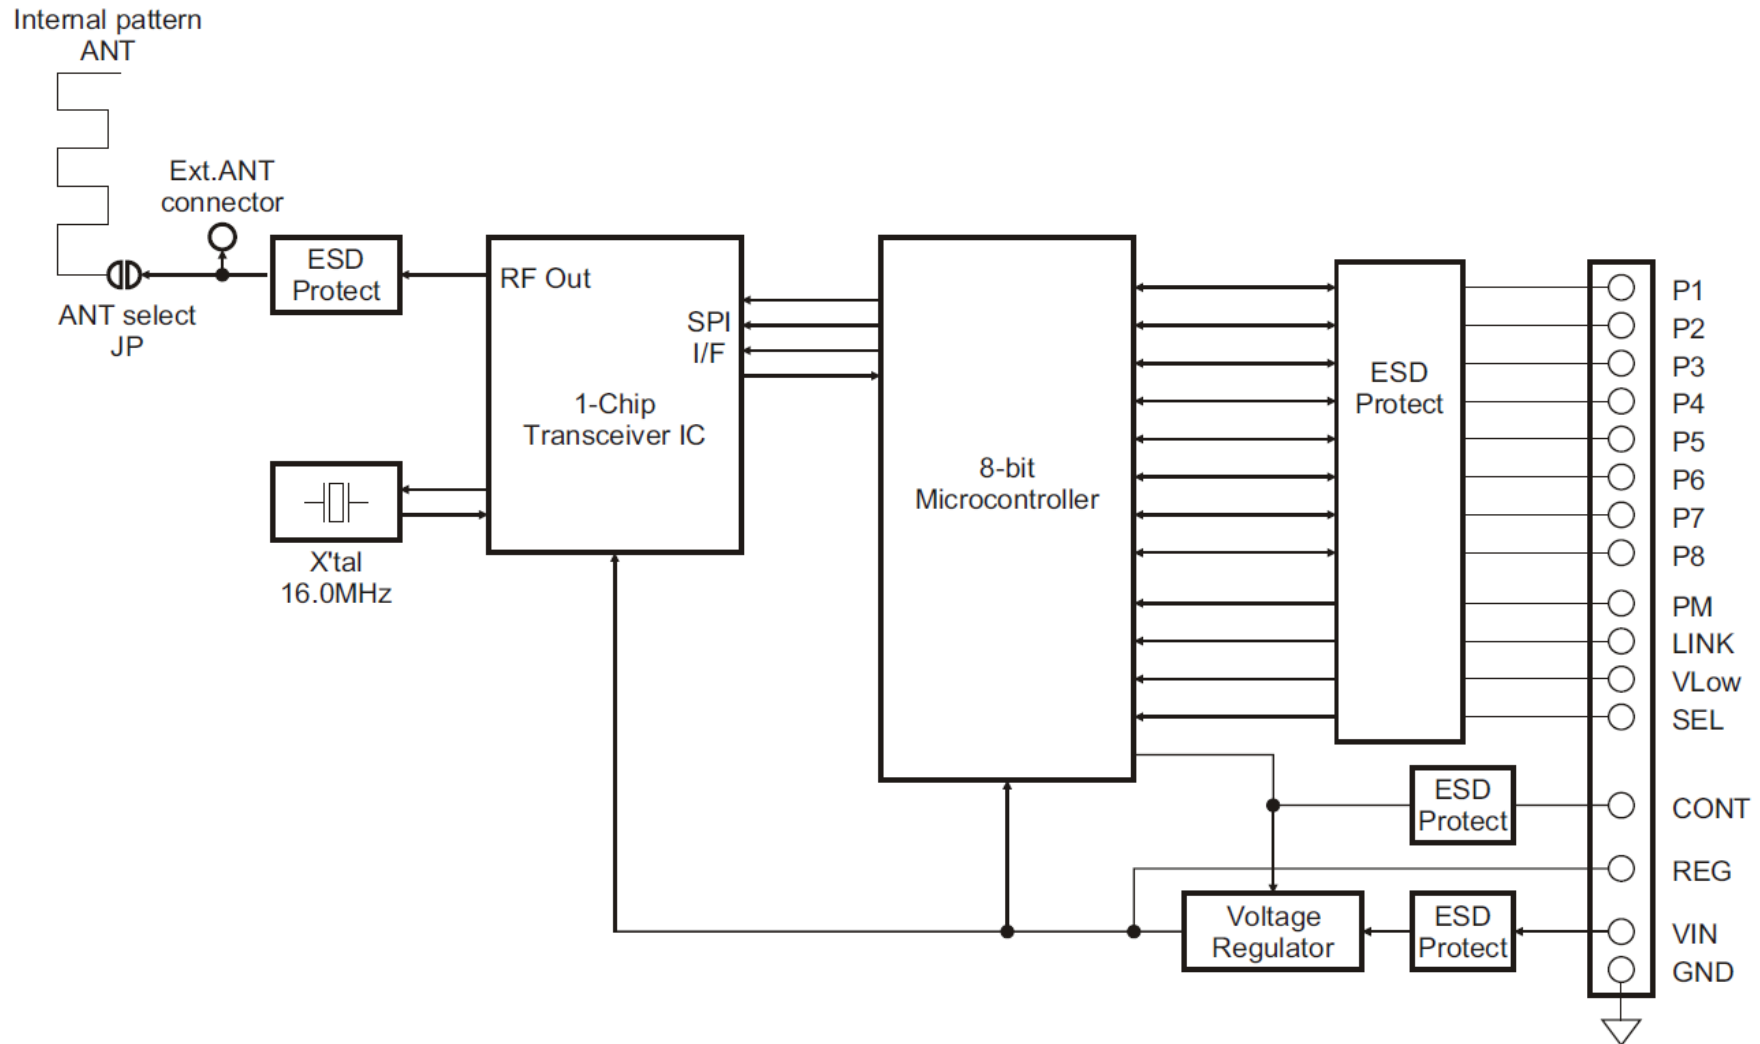 Internal pattern
ANT
Ext.ANT
connector
ANT select
JP
ESD
Protect
RF Out
SPI
I/F
1-Chip
Transceiver IC
X'tal
16.0MHz
8-bit
Microcontroller
ESD
Protect
P1
P2
P3
P4
P5
P6
P7
P8
PM
LINK
VLow
SEL
ESD
Protect
CONT
REG
Voltage
Regulator
ESD
Protect
VIN
GND